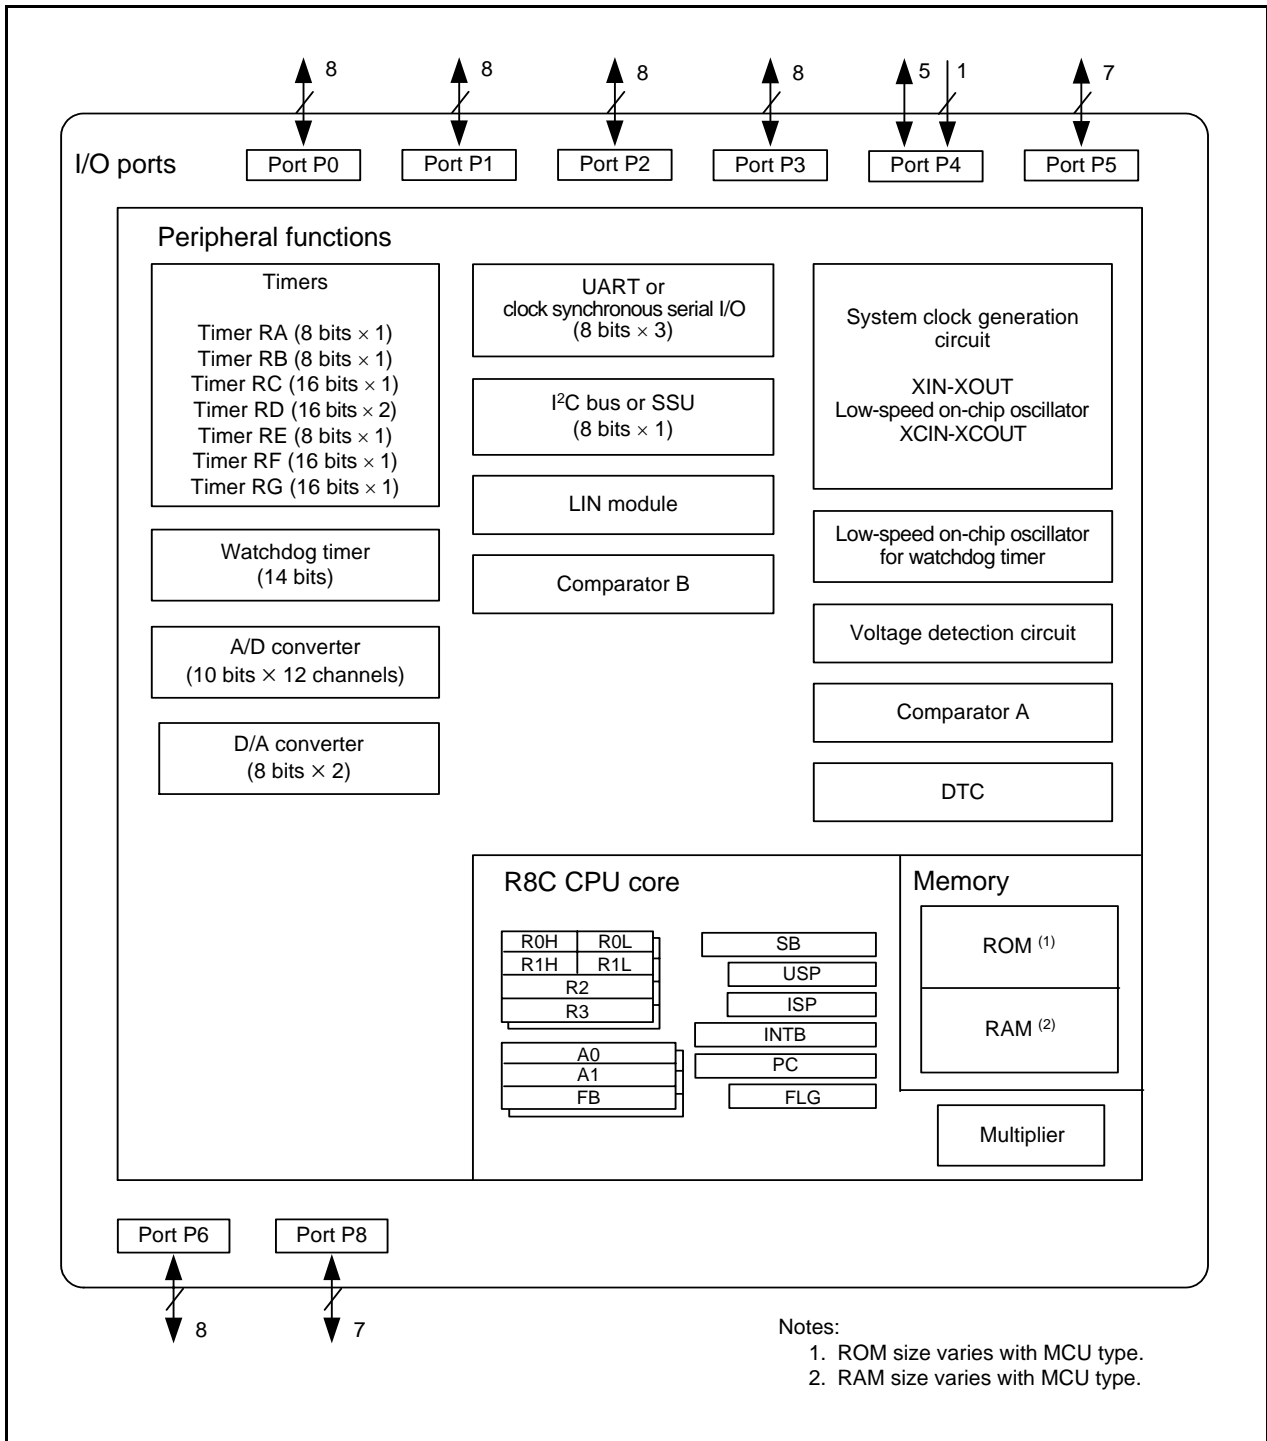 8
8
8
8
5
1
7
I/O ports
Port P0
Port P1
Port P2
Port P3
Port P4
Port P5
Peripheral functions
Timers
Timer RA (8 bits × 1)
Timer RB (8 bits × 1)
Timer RC (16 bits × 1)
Timer RD (16 bits × 2)
Timer RE (8 bits × 1)
Timer RF (16 bits × 1)
Timer RG (16 bits × 1)
Watchdog timer
(14 bits)
A/D converter
(10 bits × 12 channels)
D/A converter
(8 bits × 2)
UART or
clock synchronous serial I/O
(8 bits × 3)
I²C bus or SSU
(8 bits × 1)
LIN module
Comparator B
System clock generation
circuit
XIN-XOUT
Low-speed on-chip oscillator
XCIN-XCOUT
Low-speed on-chip oscillator
for watchdog timer
Voltage detection circuit
Comparator A
DTC
R8C CPU core
R0H
R0L
R1H
R1L
R2
R3
A0
A1
FB
SB
USP
ISP
INTB
PC
FLG
Memory
ROM (1)
RAM (2)
Multiplier
Port P6
Port P8
8
7
Notes:
1. ROM size varies with MCU type.
2. RAM size varies with MCU type.